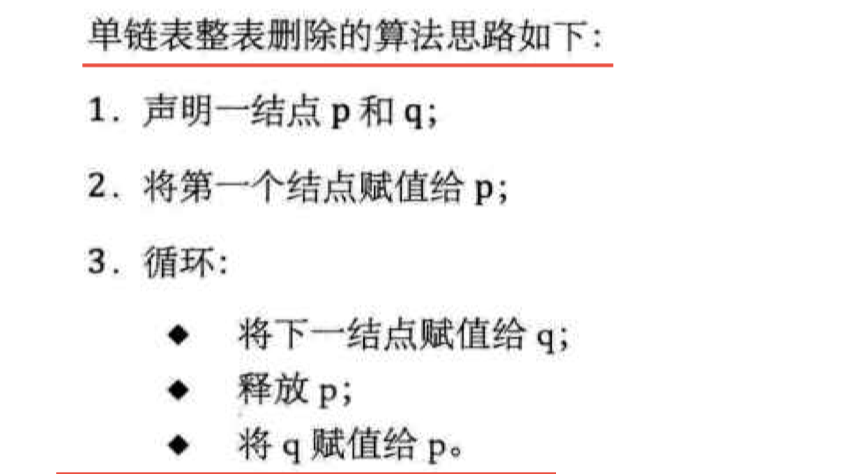 单链表整表删除的算法思路如下：
1. 声明一结点 p 和 q；
2. 将第一个结点赋值给 p；
3. 循环：
◆ 将下一结点赋值给 q；
◆ 释放 p；
◆ 将 q 赋值给 p。